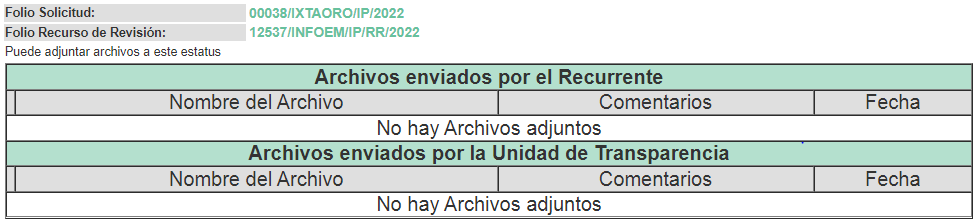 Folio Solicitud: 00038/IXTAORO/IP/2022
Folio Recurso de Revisión: 12537/INFOEM/IP/RR/2022
Puede adjuntar archivos a este estatus
Archivos enviados por el Recurrente
Nombre del Archivo Comentarios Fecha
No hay Archivos adjuntos
Archivos enviados por la Unidad de Transparencia
Nombre del Archivo Comentarios Fecha
No hay Archivos adjuntos